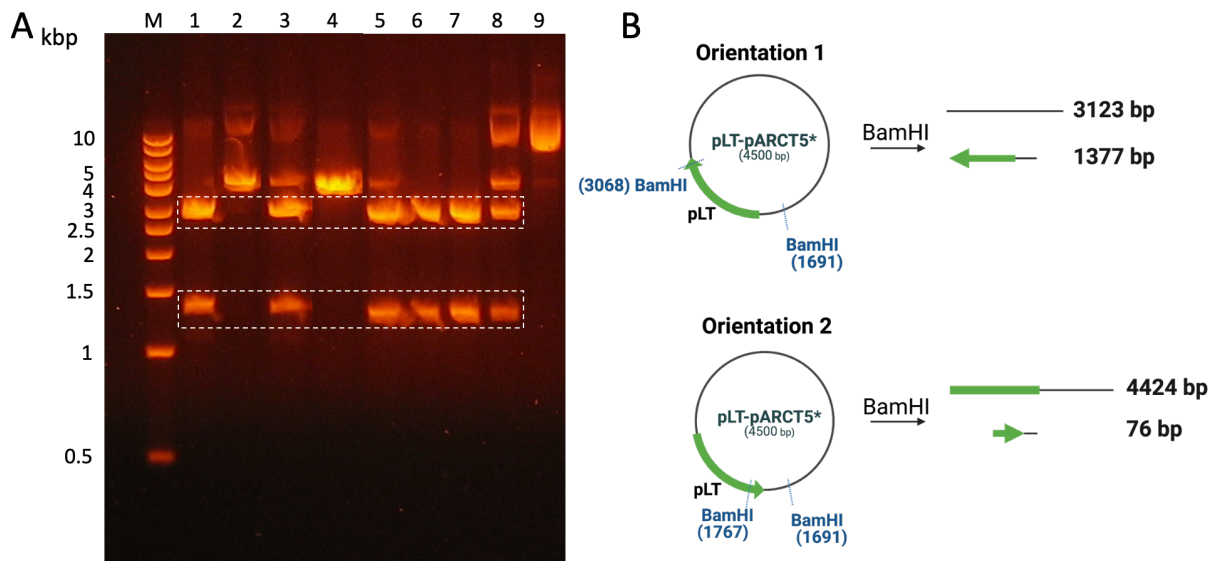 A
kbp
M 1 2 3 4 5 6 7 8 9
10
5
4
3
2.5
2
1.5
1
0.5
B
Orientation 1
pLT-pARCT5*
(4500 bp)
(3068) BamHI
pLT
BamHI
(1691)
BamHI
3123 bp
1377 bp
Orientation 2
pLT-pARCT5*
(4500 bp)
pLT
BamHI
(1767)
BamHI
(1691)
BamHI
4424 bp
76 bp